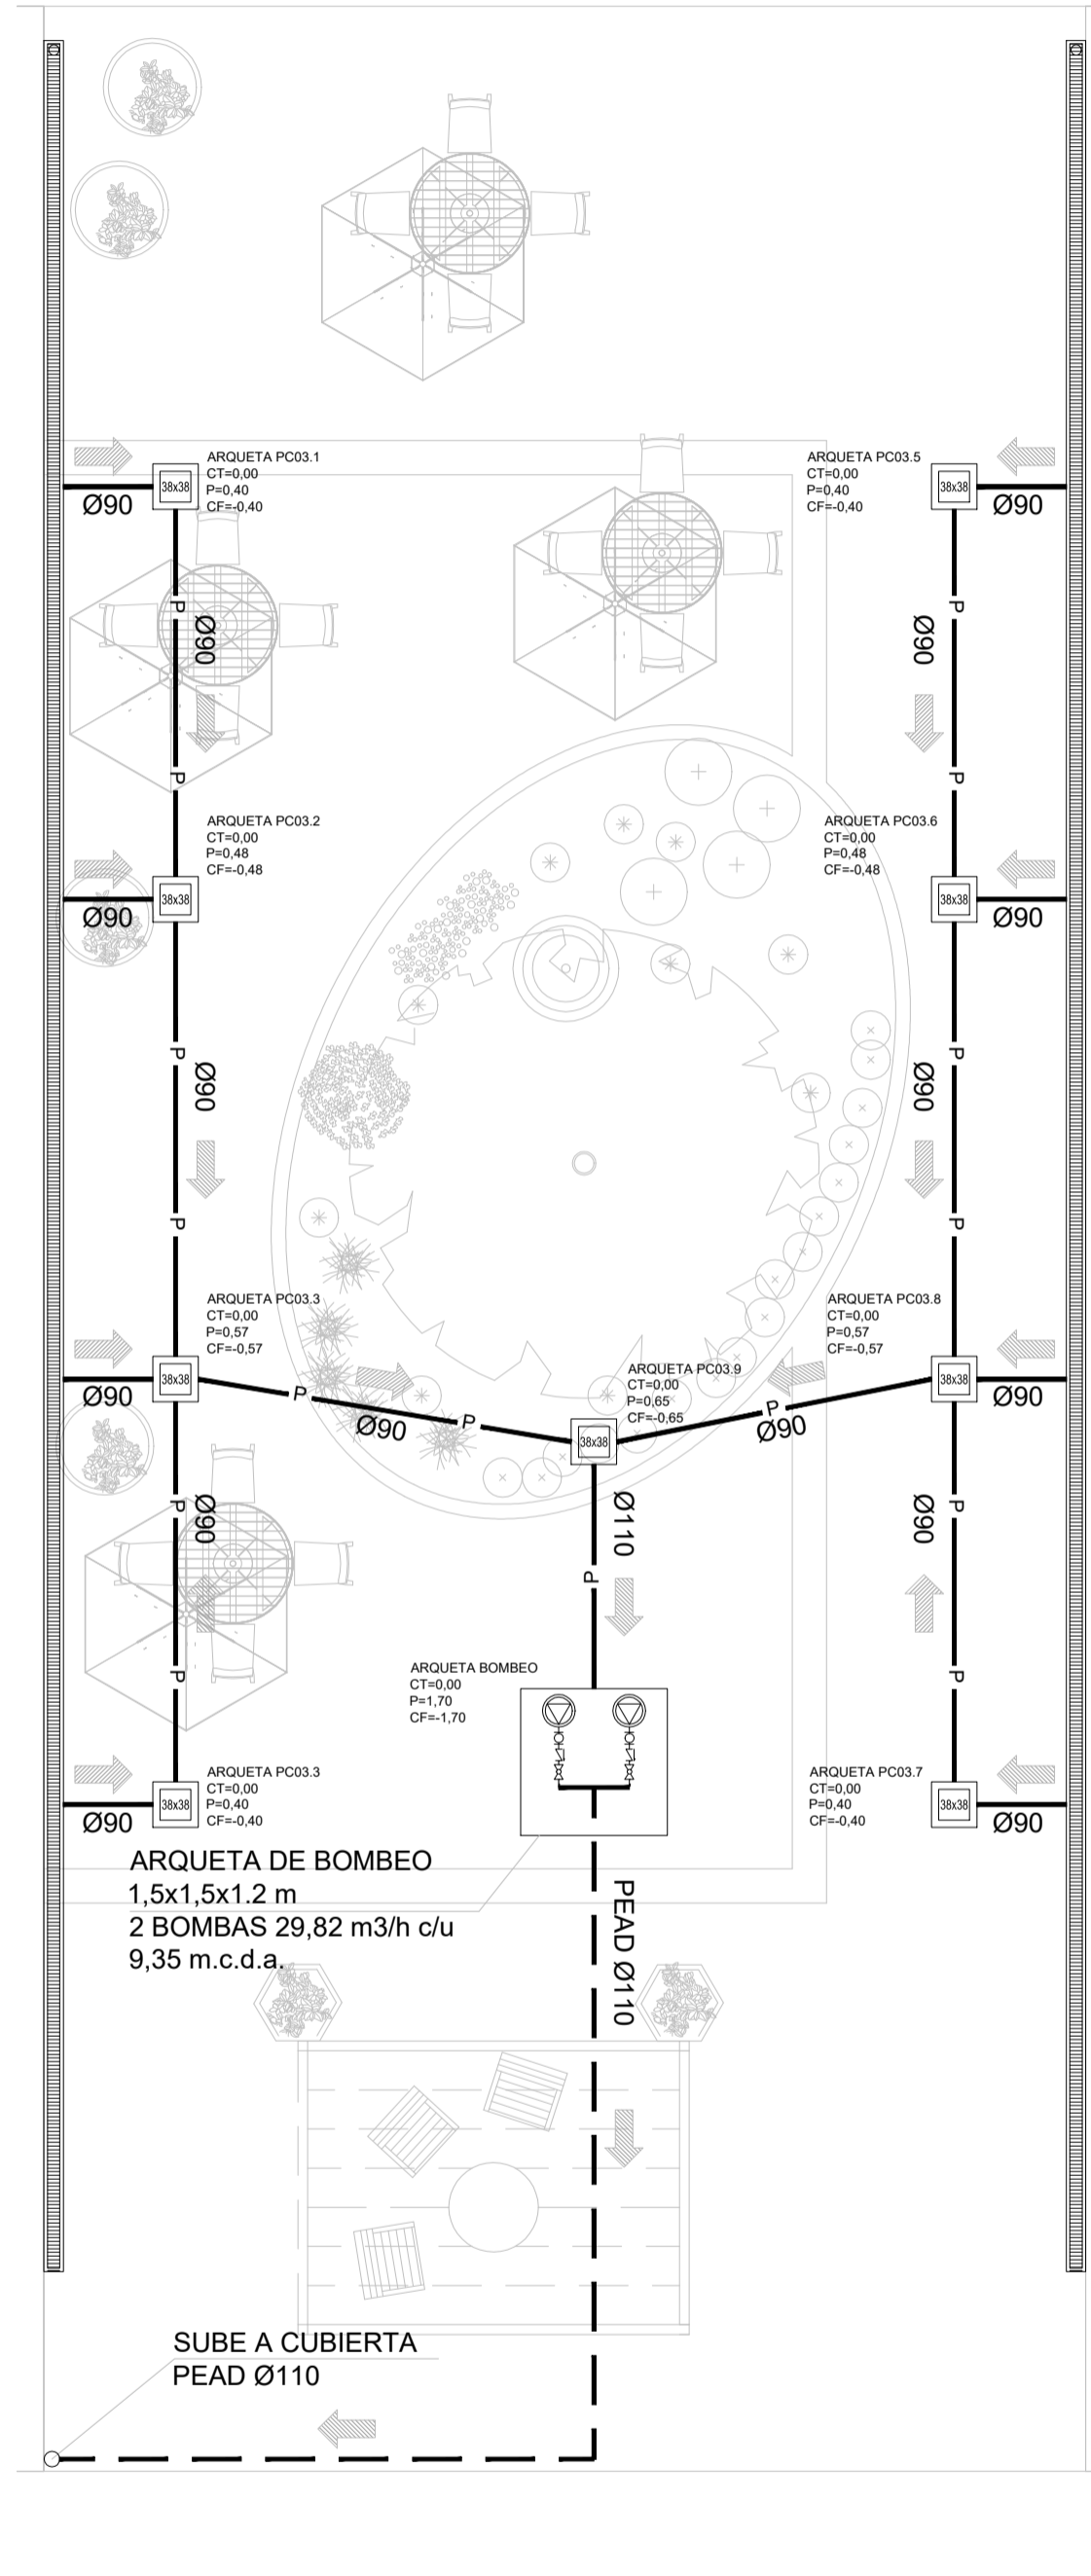 ARQUETA PC03.1
CT=0,00
P=0,40
CF=-0,40
38x38
Ø90
ARQUETA PC03.5
CT=0,00
P=0,40
CF=-0,40
38x38
Ø90
P
Ø90
P
P
Ø90
P
ARQUETA PC03.2
CT=0,00
P=0,48
CF=-0,48
38x38
Ø90
ARQUETA PC03.6
CT=0,00
P=0,48
CF=-0,48
38x38
Ø90
P
Ø90
P
P
Ø90
P
ARQUETA PC03.3
CT=0,00
P=0,57
CF=-0,57
38x38
Ø90
ARQUETA PC03.8
CT=0,00
P=0,57
CF=-0,57
38x38
Ø90
P
Ø90
P
ARQUETA PC03.9
CT=0,00
P=0,65
CF=-0,65
38x38
P
Ø90
P
Ø90
P
Ø110
P
P
Ø90
P
ARQUETA BOMBEO
CT=0,00
P=1,70
CF=-1,70
ARQUETA PC03.3
CT=0,00
P=0,40
CF=-0,40
38x38
Ø90
ARQUETA PC03.7
CT=0,00
P=0,40
CF=-0,40
38x38
Ø90
ARQUETA DE BOMBEO
1,5x1,5x1.2 m
2 BOMBAS 29,82 m3/h c/u
9,35 m.c.d.a.
PEAD Ø110
SUBE A CUBIERTA
PEAD Ø110